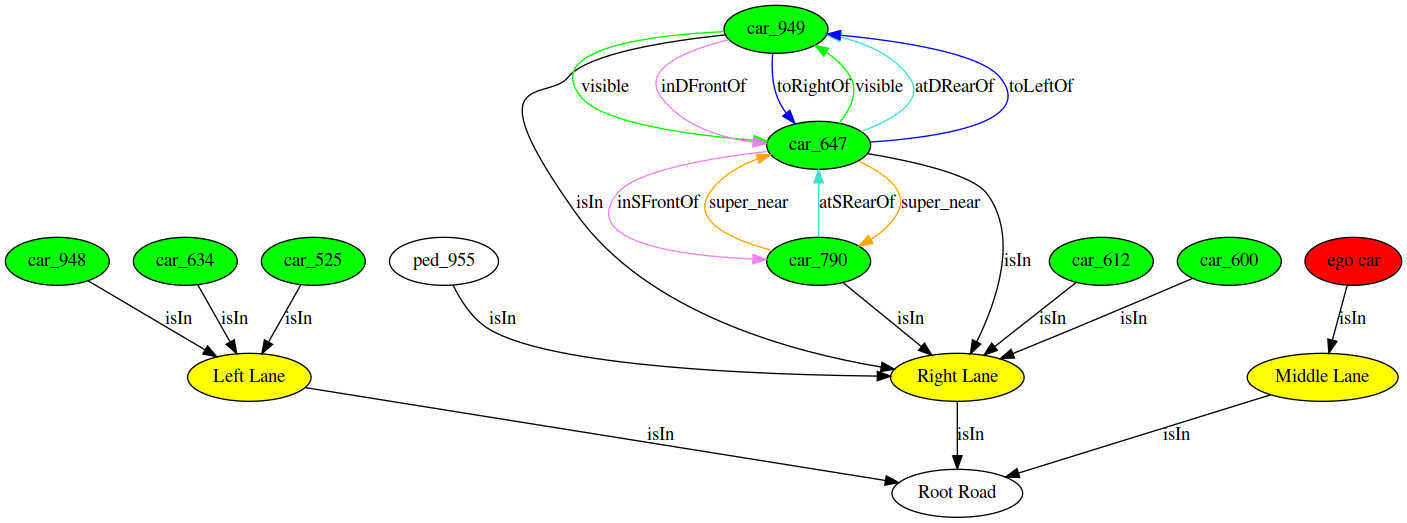 car_949
visible
inDFrontOf
toRightOf
visible
atDRearOf
toLeftOf
car_647
isIn
inSFrontOf
super_near
atSRearOf
super_near
isIn
car_948
car_634
car_525
ped_955
car_790
car_612
car_600
ego car
isIn
isIn
isIn
isIn
isIn
isIn
isIn
isIn
Left Lane
Right Lane
Middle Lane
isIn
isIn
isIn
Root Road